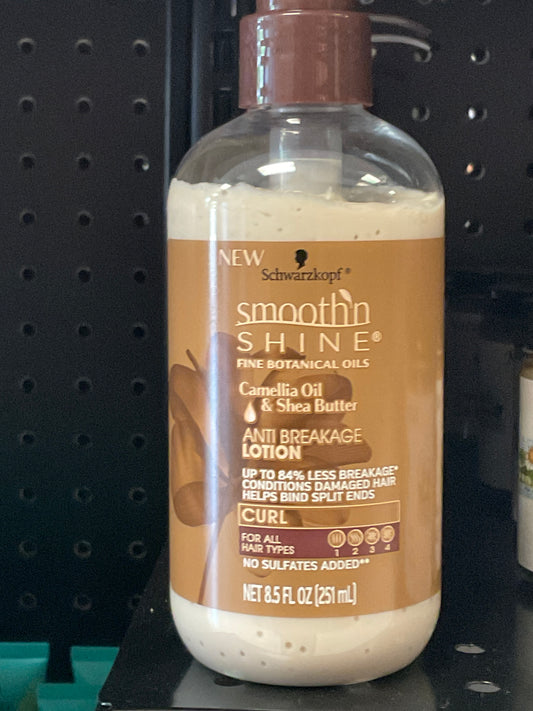 NEW
Schwarzkopf®
smooth'n
SHINE®
FINE BOTANICAL OILS
Camellia Oil
& Shea Butter
ANTI BREAKAGE
LOTION
UP TO 84% LESS BREAKAGE*
CONDITIONS DAMAGED HAIR
HELPS BIND SPLIT ENDS
CURL
FOR ALL
HAIR TYPES
1 2 3 4
NO SULFATES ADDED**
NET 8.5 FL OZ (251 mL)